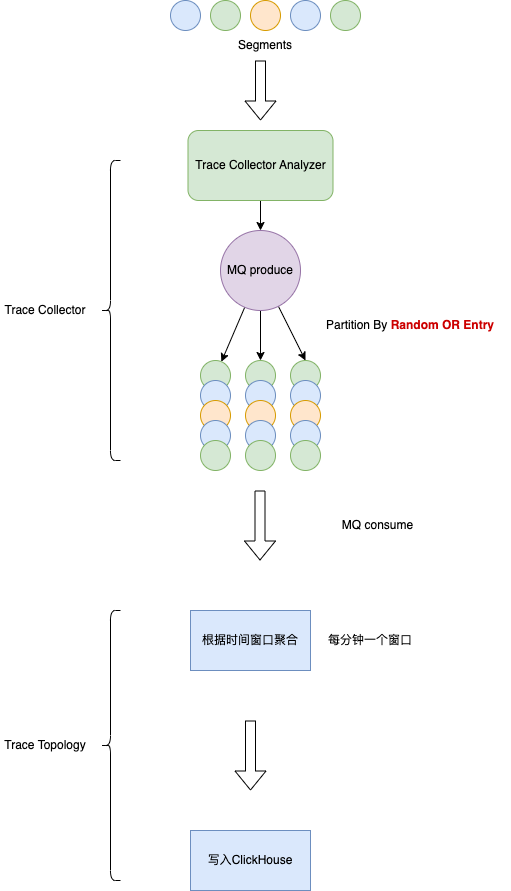 Segments
Trace Collector Analyzer
MQ produce
Trace Collector
Partition By Random OR Entry
MQ consume
根据时间窗口聚合
每分钟一个窗口
Trace Topology
写入ClickHouse